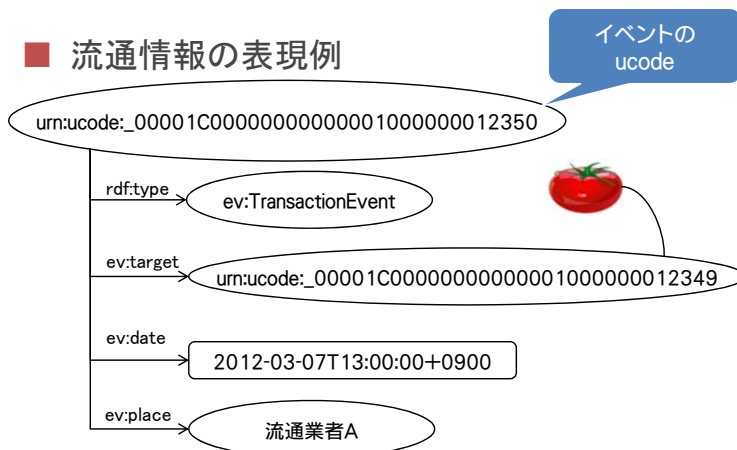 ■ 流通情報の表現例
イベントの
ucode
urn:ucode:_00001C00000000000001000000012350
rdf:type
ev:TransactionEvent
ev:target
urn:ucode:_00001C00000000000001000000012349
ev:date
2012-03-07T13:00:00+0900
ev:place
流通業者A